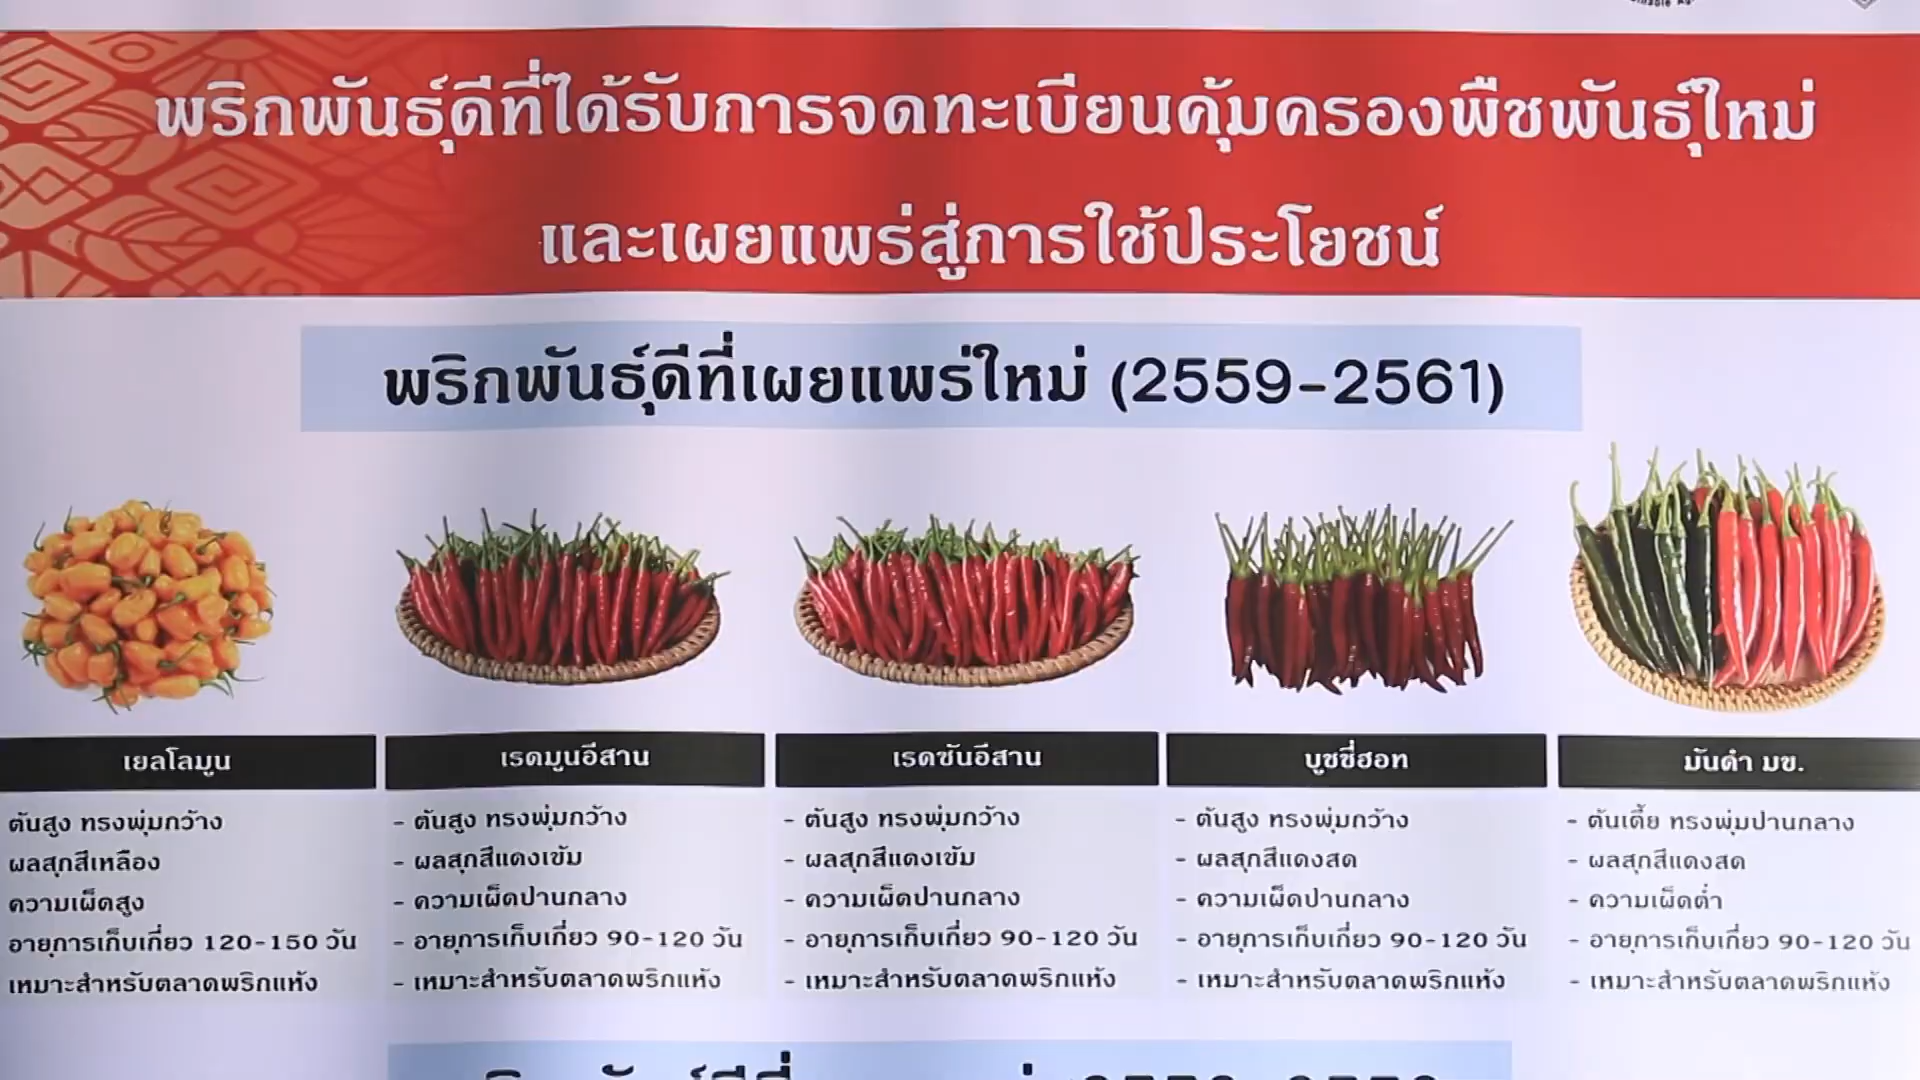 พริกพันธุ์ดีที่ได้รับการจดทะเบียนคุ้มครองพืชพันธุ์ใหม่
และเผยแพร่สู่การใช้ประโยชน์
พริกพันธุ์ดีที่เผยแพร่ใหม่ (2559-2561)
เยลโลมูน
ต้นสูง ทรงพุ่มกว้าง
ผลสุกสีเหลือง
ความเผ็ดสูง
อายุการเก็บเกี่ยว 120-150 วัน
เหมาะสำหรับตลาดพริกแห้ง
เรดมูนอีสาน
- ต้นสูง ทรงพุ่มกว้าง
- ผลสุกสีแดงเข้ม
- ความเผ็ดปานกลาง
- อายุการเก็บเกี่ยว 90-120 วัน
- เหมาะสำหรับตลาดพริกแห้ง
เรดซันอีสาน
- ต้นสูง ทรงพุ่มกว้าง
- ผลสุกสีแดงเข้ม
- ความเผ็ดปานกลาง
- อายุการเก็บเกี่ยว 90-120 วัน
- เหมาะสำหรับตลาดพริกแห้ง
บูชชี่ฮอท
- ต้นสูง ทรงพุ่มกว้าง
- ผลสุกสีแดงสด
- ความเผ็ดปานกลาง
- อายุการเก็บเกี่ยว 90-120 วัน
- เหมาะสำหรับตลาดพริกแห้ง
มันดำ มข.
- ต้นเตี้ย ทรงพุ่มปานกลาง
- ผลสุกสีแดงสด
- ความเผ็ดต่ำ
- อายุการเก็บเกี่ยว 90-120 วัน
- เหมาะสำหรับตลาดพริกแห้ง